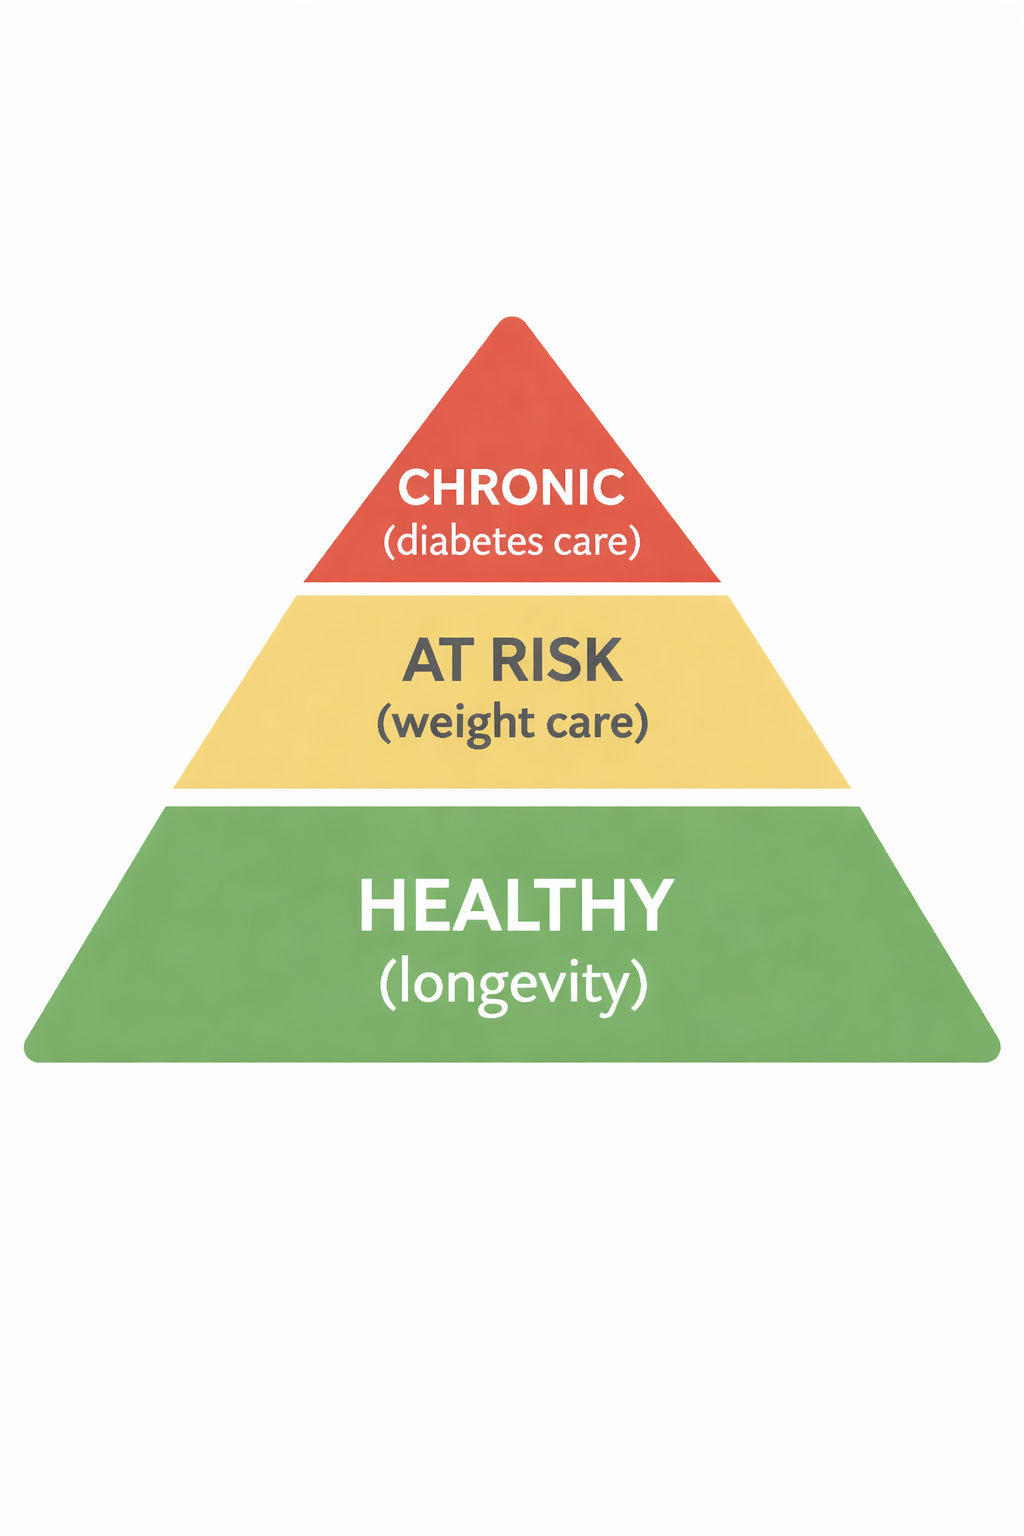 CHRONIC
(diabetes care)
AT RISK
(weight care)
HEALTHY
(longevity)